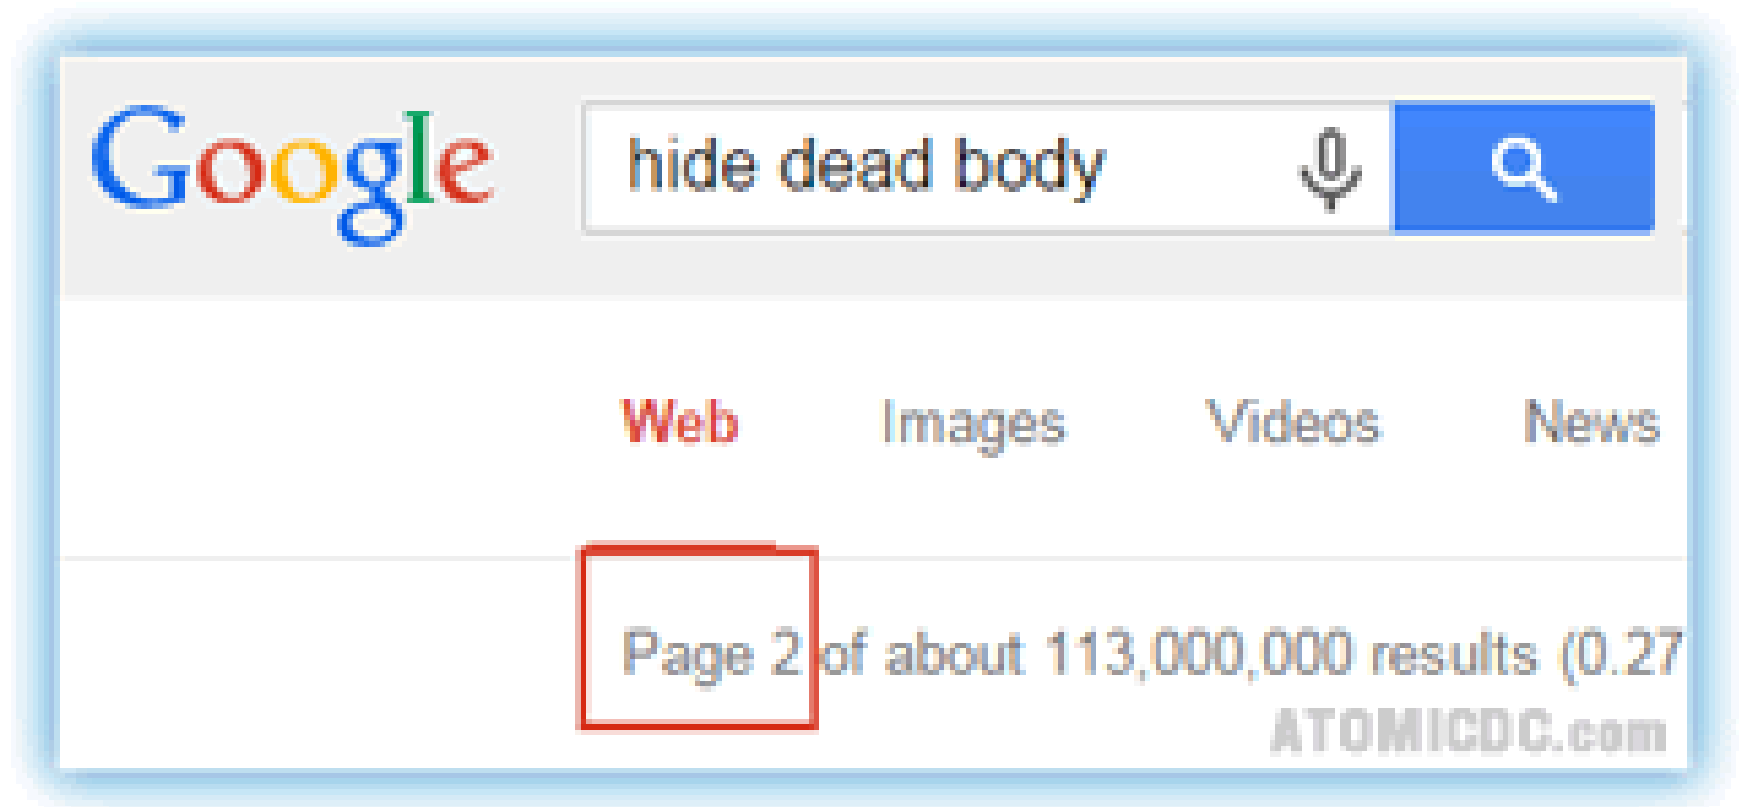 Google hide dead body
Web Images Videos News
Page 2 of about 113,000,000 results (0.27
ATOMICDC.com